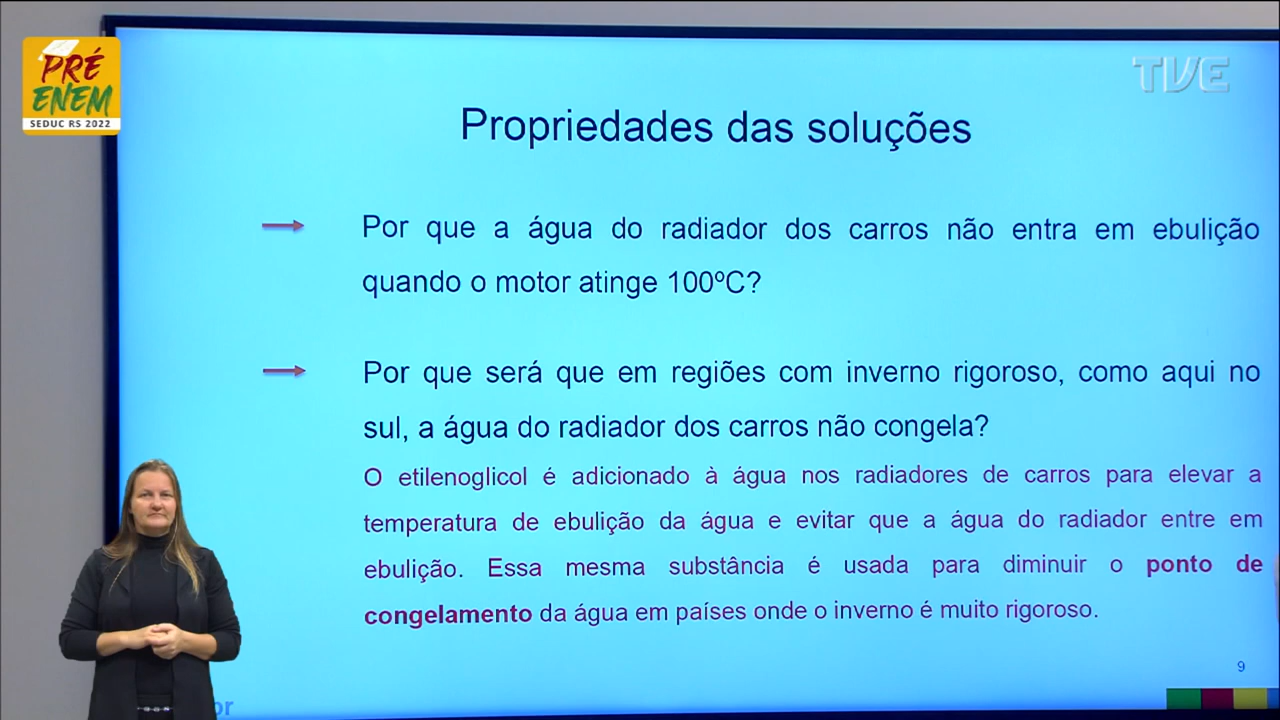 PRÉ
ENEM
SEDUC RS 2022
TVE
Propriedades das soluções
Por que a água do radiador dos carros não entra em ebulição
quando o motor atinge 100ºC?
Por que será que em regiões com inverno rigoroso, como aqui no
sul, a água do radiador dos carros não congela?
O etilenoglicol é adicionado à água nos radiadores de carros para elevar a
temperatura de ebulição da água e evitar que a água do radiador entre em
ebulição. Essa mesma substância é usada para diminuir o ponto de
congelamento da água em países onde o inverno é muito rigoroso.
9